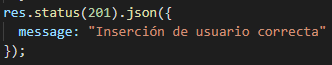 res.status(201).json({
  message: "Inserción de usuario correcta"
});